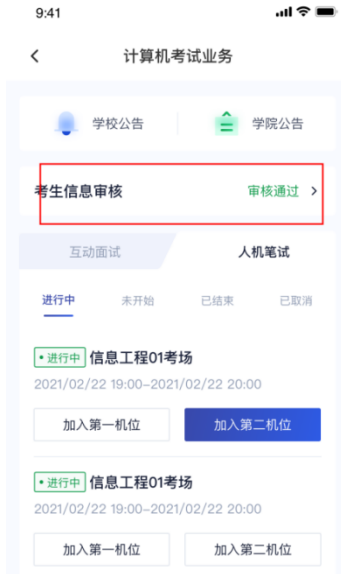 9:41
计算机考试业务
学校公告 学院公告
考生信息审核 审核通过
互动面试 人机笔试
进行中 未开始 已结束 已取消
进行中 信息工程01考场
2021/02/22 19:00-2021/02/22 20:00
加入第一机位 加入第二机位
进行中 信息工程01考场
2021/02/22 19:00-2021/02/22 20:00
加入第一机位 加入第二机位